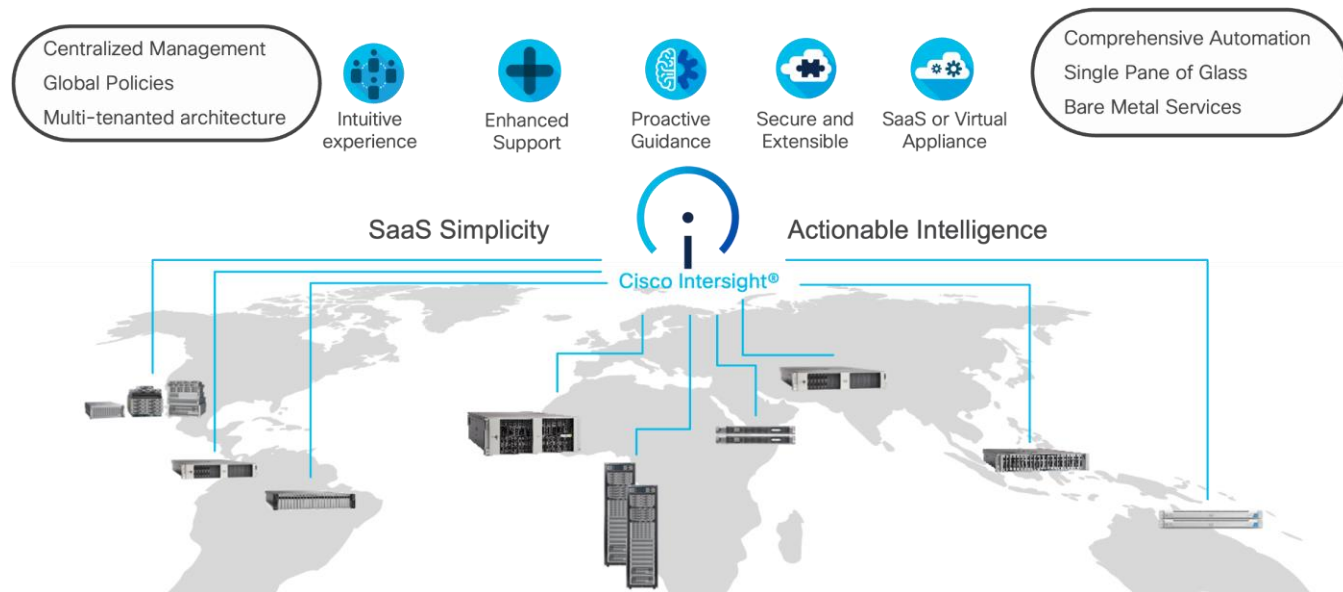 Centralized Management
Global Policies
Multi-tenanted architecture
Intuitive
experience
Enhanced
Support
Proactive
Guidance
Secure and
Extensible
SaaS or Virtual
Appliance
Comprehensive Automation
Single Pane of Glass
Bare Metal Services
SaaS Simplicity
Actionable Intelligence
Cisco Intersight®